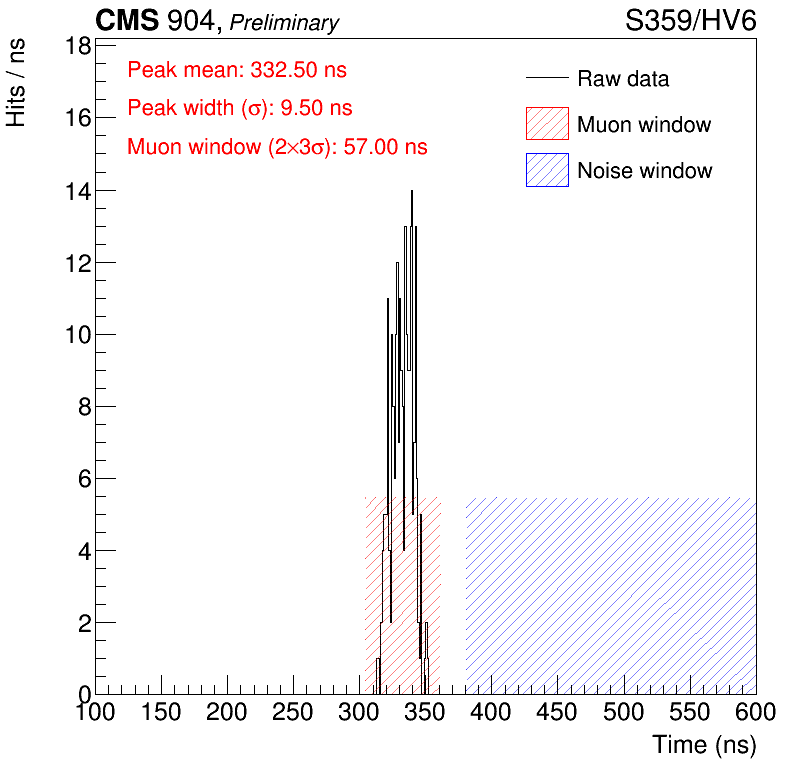 CMS 904, Preliminary S359/HV6
Hits / ns
Peak mean: 332.50 ns
Peak width (σ): 9.50 ns
Muon window (2×3σ): 57.00 ns
Raw data
Muon window
Noise window
18
16
14
12
10
8
6
4
2
0
100 150 200 250 300 350 400 450 500 550 600
Time (ns)